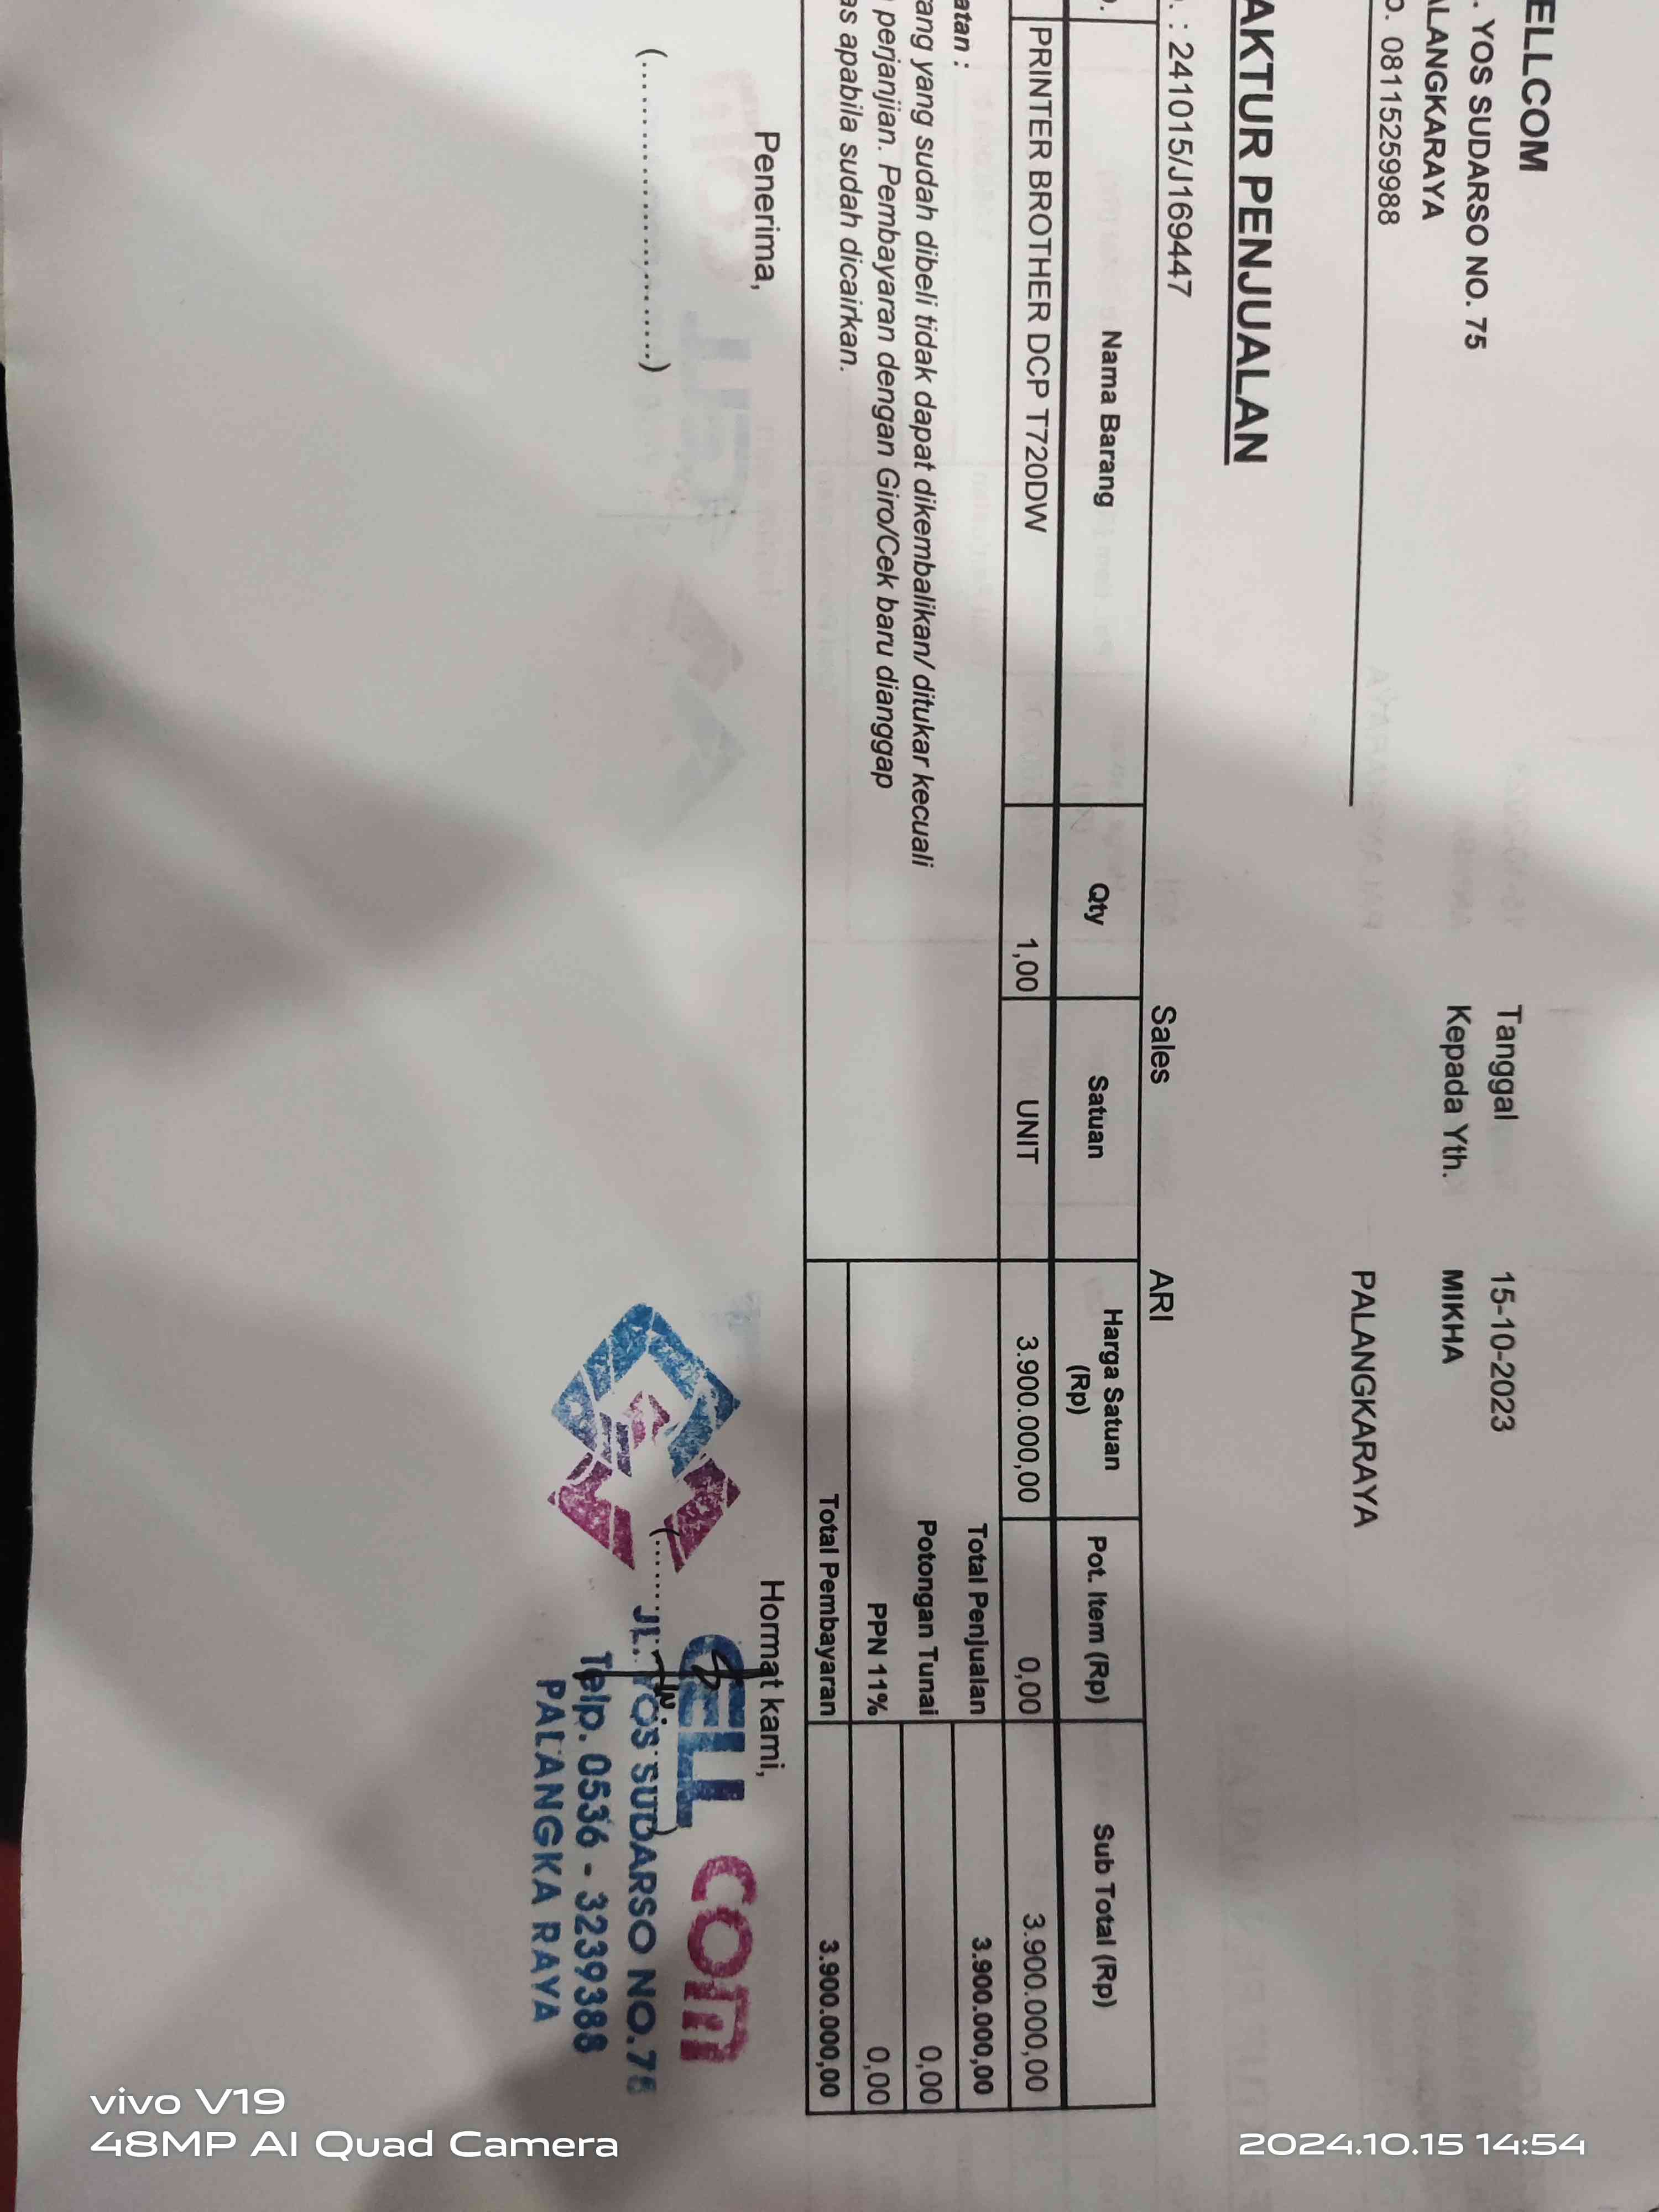 ELLCOM
. YOS SUDARSO NO. 75
ALANGKARAYA
p. 08115259988
Tanggal 15-10-2023
Kepada Yth. MIKHA
PALANGKARAYA
AKTUR PENJUALAN
. : 241015/J169447
Sales ARI
Nama Barang Qty Satuan Harga Satuan (Rp) Pot. Item (Rp) Sub Total (Rp)
PRINTER BROTHER DCP T720DW 1,00 UNIT 3.900.000,00 0,00 3.900.000,00
atan :
ang yang sudah dibeli tidak dapat dikembalikan/ ditukar kecuali
perjanjian. Pembayaran dengan Giro/Cek baru dianggap
as apabila sudah dicairkan.
Total Penjualan 3.900.000,00
Potongan Tunai 0,00
PPN 11% 0,00
Total Pembayaran 3.900.000,00
Penerima,
Hormat kami,
CELL COM
JL. YOS SUDARSO NO.75
Telp. 0536 - 3239388
PALANGKA RAYA
vivo V19
48MP AI Quad Camera
2024.10.15 14:54